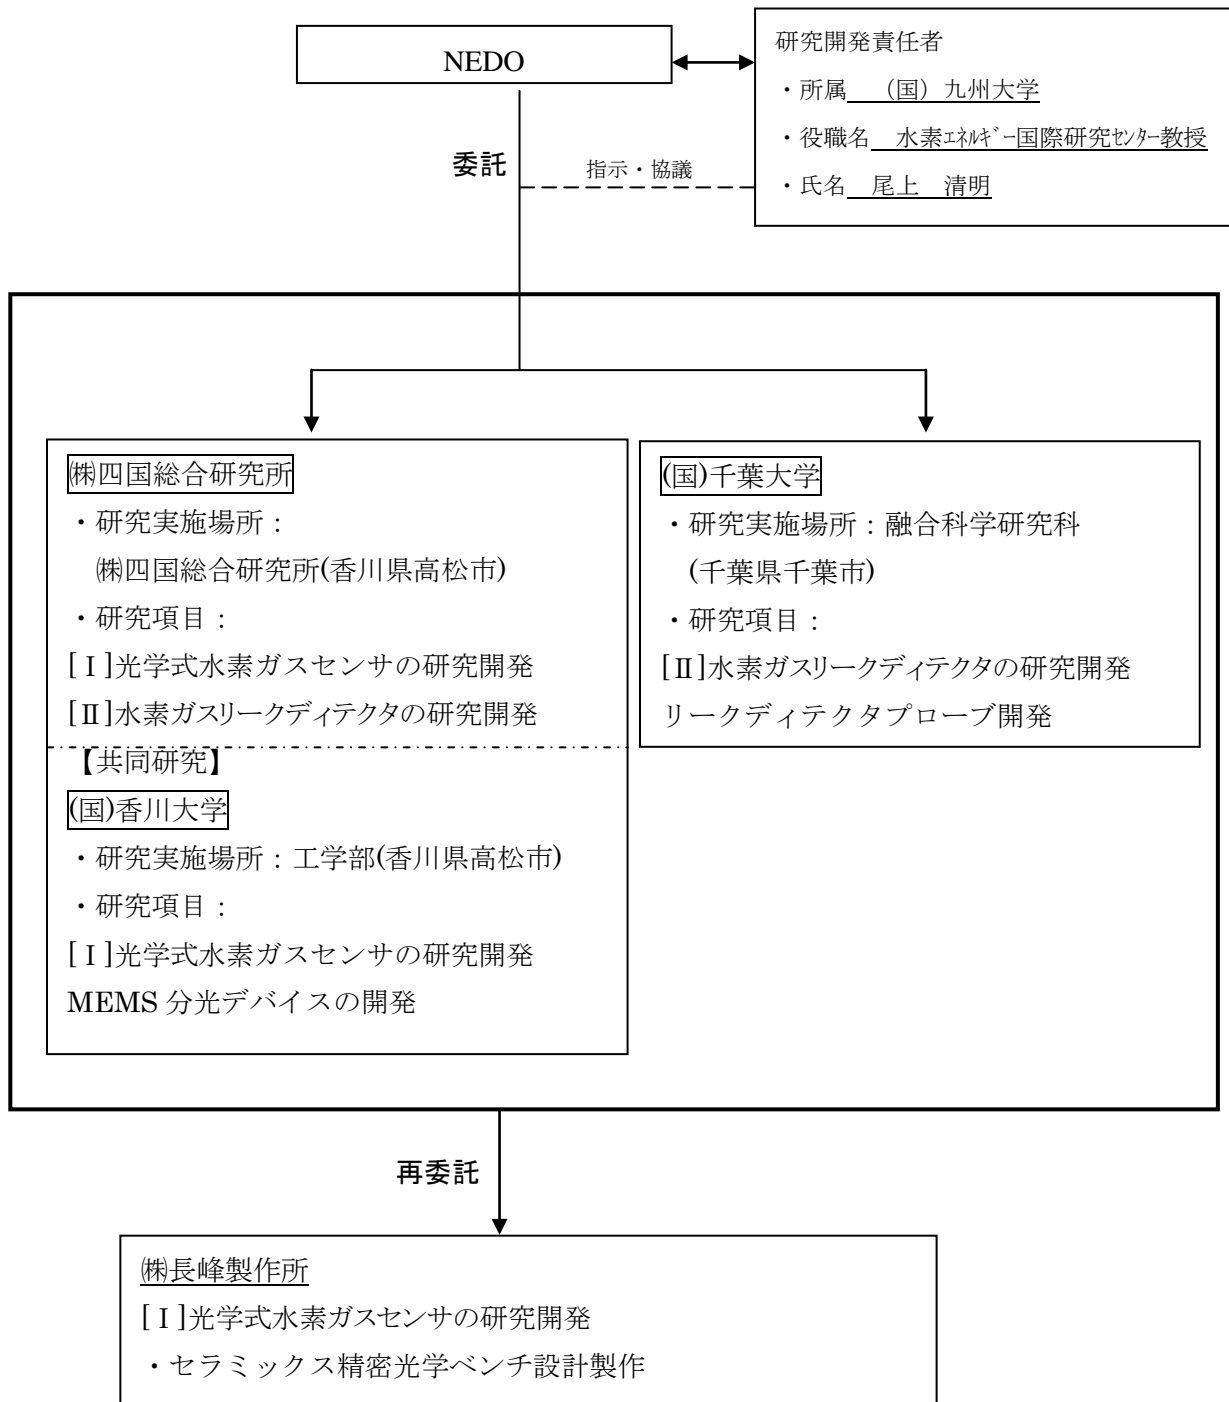 NEDO
研究開発責任者
・所属　（国）九州大学
・役職名　水素ｴﾈﾙｷﾞｰ国際研究ｾﾝﾀｰ教授
・氏名　尾上　清明
委託
指示・協議
㈱四国総合研究所
・研究実施場所：
㈱四国総合研究所(香川県高松市)
・研究項目：
[Ⅰ]光学式水素ガスセンサの研究開発
[Ⅱ]水素ガスリークディテクタの研究開発
【共同研究】
(国)香川大学
・研究実施場所：工学部(香川県高松市)
・研究項目：
[Ⅰ]光学式水素ガスセンサの研究開発
MEMS 分光デバイスの開発
(国)千葉大学
・研究実施場所：融合科学研究科
(千葉県千葉市)
・研究項目：
[Ⅱ]水素ガスリークディテクタの研究開発
リークディテクタプローブ開発
再委託
㈱長峰製作所
[Ⅰ]光学式水素ガスセンサの研究開発
・セラミックス精密光学ベンチ設計製作